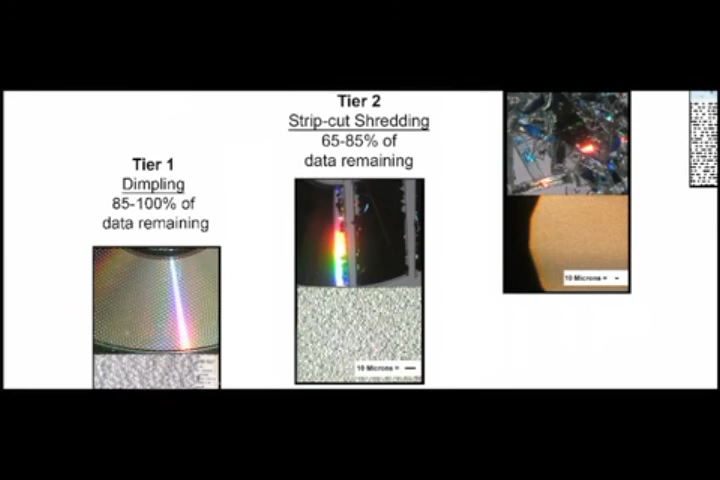 Tier 1
Dimpling
85-100% of
data remaining
Tier 2
Strip-cut Shredding
65-85% of
data remaining
10 Microns =
10 Microns =